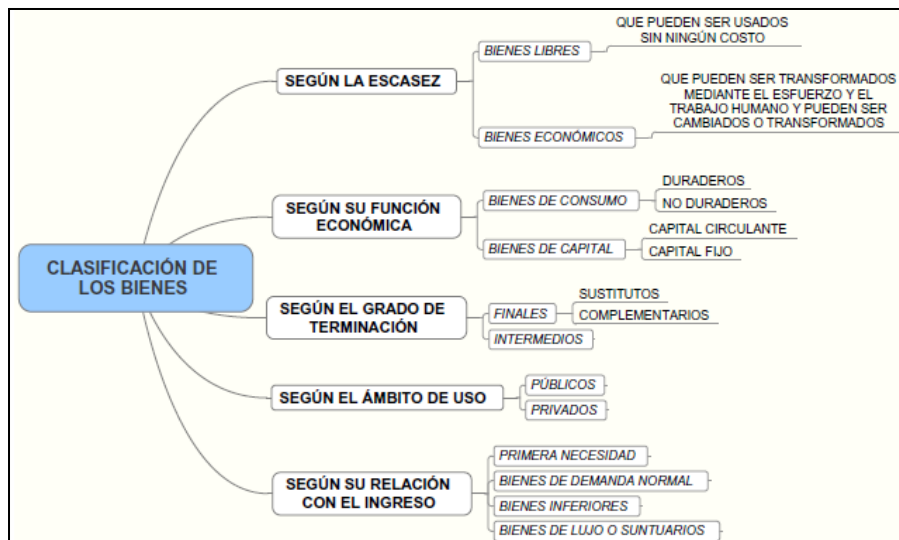 CLASIFICACIÓN DE
LOS BIENES
SEGÚN LA ESCASEZ
BIENES LIBRES
QUE PUEDEN SER USADOS
SIN NINGÚN COSTO
BIENES ECONÓMICOS
QUE PUEDEN SER TRANSFORMADOS
MEDIANTE EL ESFUERZO Y EL
TRABAJO HUMANO Y PUEDEN SER
CAMBIADOS O TRANSFORMADOS
SEGÚN SU FUNCIÓN
ECONÓMICA
BIENES DE CONSUMO
DURADEROS
NO DURADEROS
BIENES DE CAPITAL
CAPITAL CIRCULANTE
CAPITAL FIJO
SEGÚN EL GRADO DE
TERMINACIÓN
FINALES
SUSTITUTOS
COMPLEMENTARIOS
INTERMEDIOS
SEGÚN EL ÁMBITO DE USO
PÚBLICOS
PRIVADOS
SEGÚN SU RELACIÓN
CON EL INGRESO
PRIMERA NECESIDAD
BIENES DE DEMANDA NORMAL
BIENES INFERIORES
BIENES DE LUJO O SUNTUARIOS